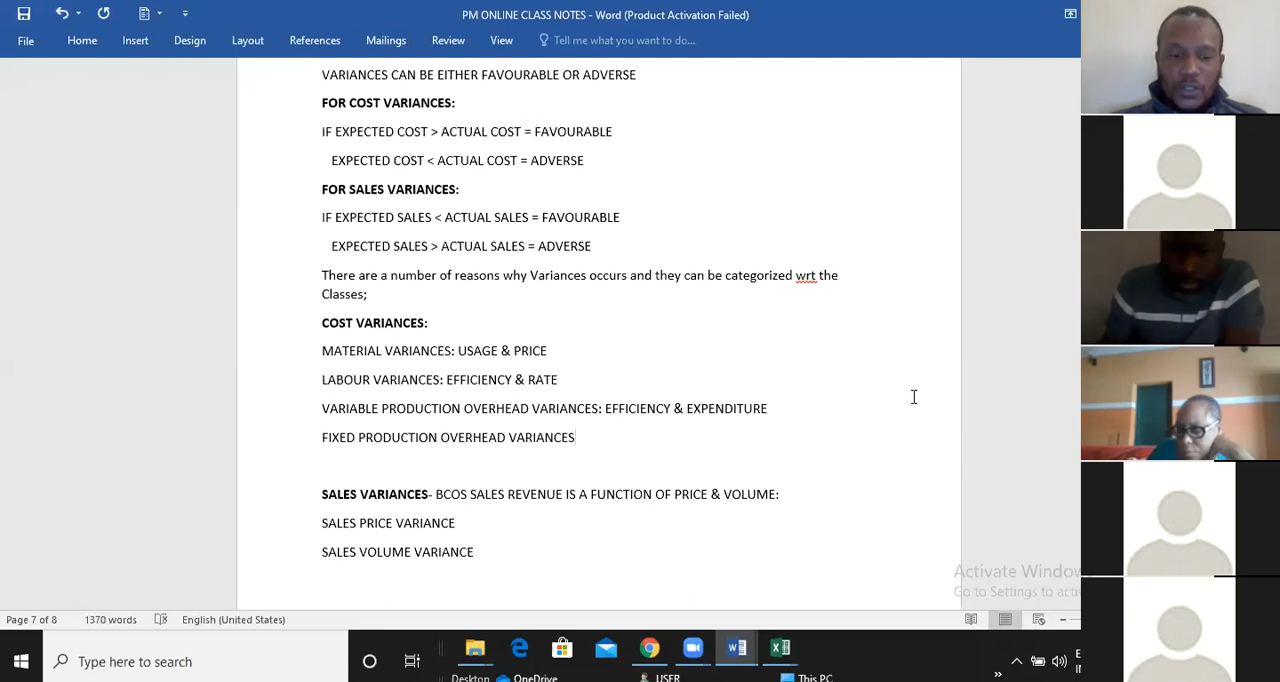 PM ONLINE CLASS NOTES - Word (Product Activation Failed)
File Home Insert Design Layout References Mailings Review View Tell me what you want to do...
VARIANCES CAN BE EITHER FAVOURABLE OR ADVERSE
FOR COST VARIANCES:
IF EXPECTED COST > ACTUAL COST = FAVOURABLE
EXPECTED COST < ACTUAL COST = ADVERSE
FOR SALES VARIANCES:
IF EXPECTED SALES < ACTUAL SALES = FAVOURABLE
EXPECTED SALES > ACTUAL SALES = ADVERSE
There are a number of reasons why Variances occurs and they can be categorized wrt the
Classes;
COST VARIANCES:
MATERIAL VARIANCES: USAGE & PRICE
LABOUR VARIANCES: EFFICIENCY & RATE
VARIABLE PRODUCTION OVERHEAD VARIANCES: EFFICIENCY & EXPENDITURE
FIXED PRODUCTION OVERHEAD VARIANCES
SALES VARIANCES- BCOS SALES REVENUE IS A FUNCTION OF PRICE & VOLUME:
SALES PRICE VARIANCE
SALES VOLUME VARIANCE
Activate Window
Go to Settings to acti
Page 7 of 8 1370 words English (United States)
Type here to search
Desktop OneDrive USER This PC